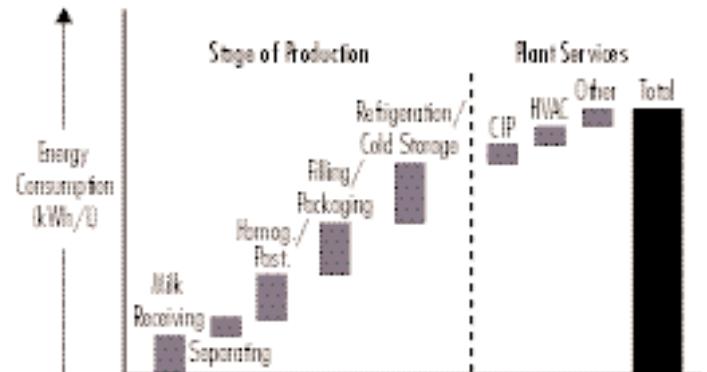 Stage of Production
Plant Services
Energy
Consumption
(kWh/l)
Milk
Receiving
Separating
Homog./
Past.
Filling/
Packaging
Refrigeration/
Cold Storage
CIP
HVAC
Other
Total